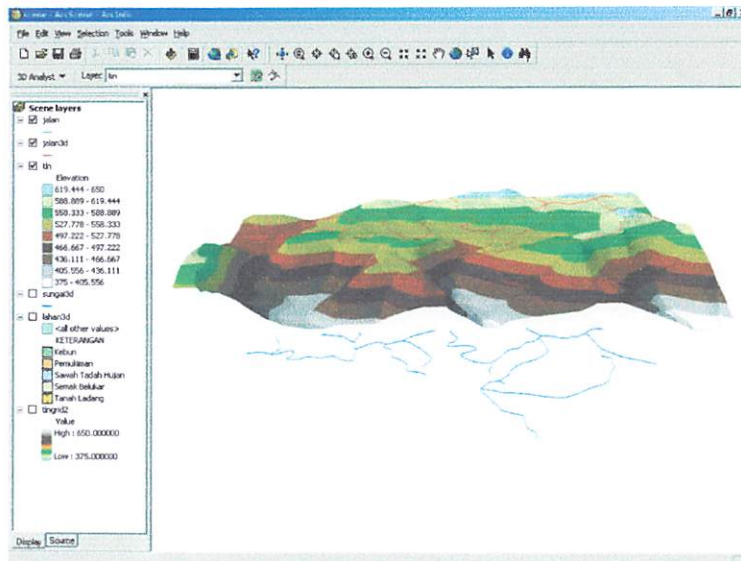 ArcScene - ArcInfo
File Edit View Selection Tools Window Help
3D Analyst Layer: tin
Scene layers
jalan
jalan3d
tin
Elevation
619.444 - 650
588.889 - 619.444
558.333 - 588.889
527.778 - 558.333
497.222 - 527.778
466.667 - 497.222
436.111 - 466.667
405.556 - 436.111
375 - 405.556
sungai3d
lahan3d
<all other values>
KETERANGAN
Kebun
Pemukiman
Sawah Tadah Hujan
Semak Belukar
Tanah Ladang
tingrid2
Value
High : 650.000000
Low : 375.000000
Display Source